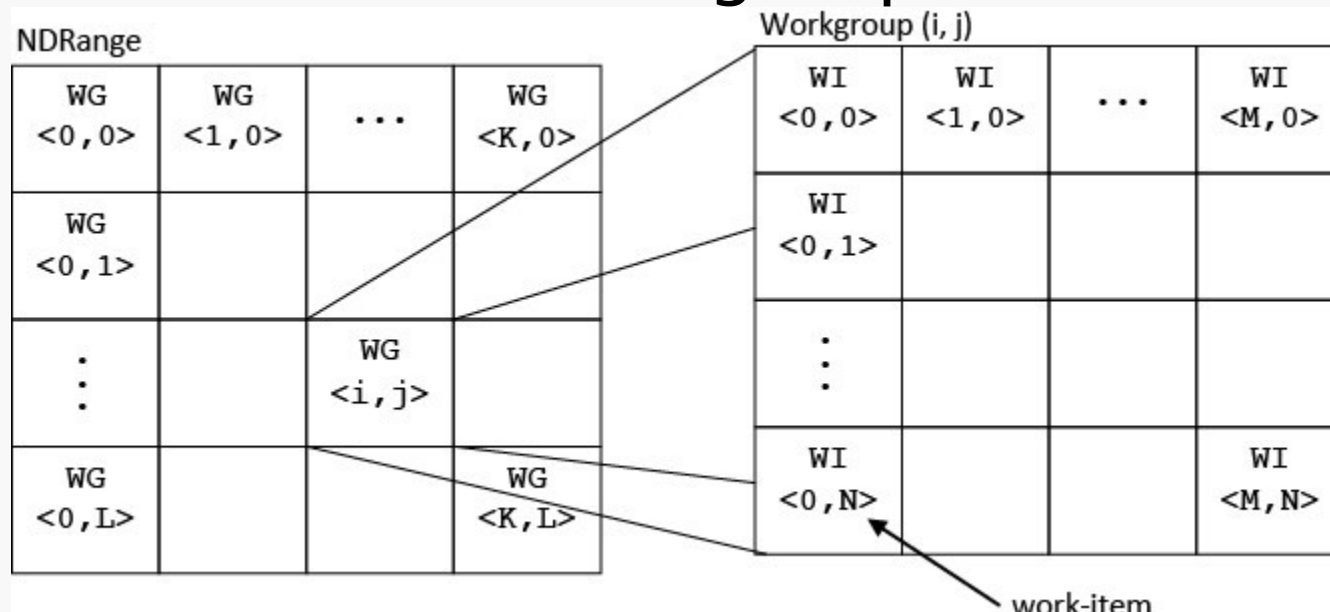 NDRange
Workgroup (i, j)
WG WG ... WG
<0,0> <1,0> <K,0>
WG
<0,1>
⋮ WG
<i,j>
WG WG
<0,L> <K,L>
WI WI ... WI
<0,0> <1,0> <M,0>
WI
<0,1>
⋮
WI WI
<0,N> <M,N>
work-item